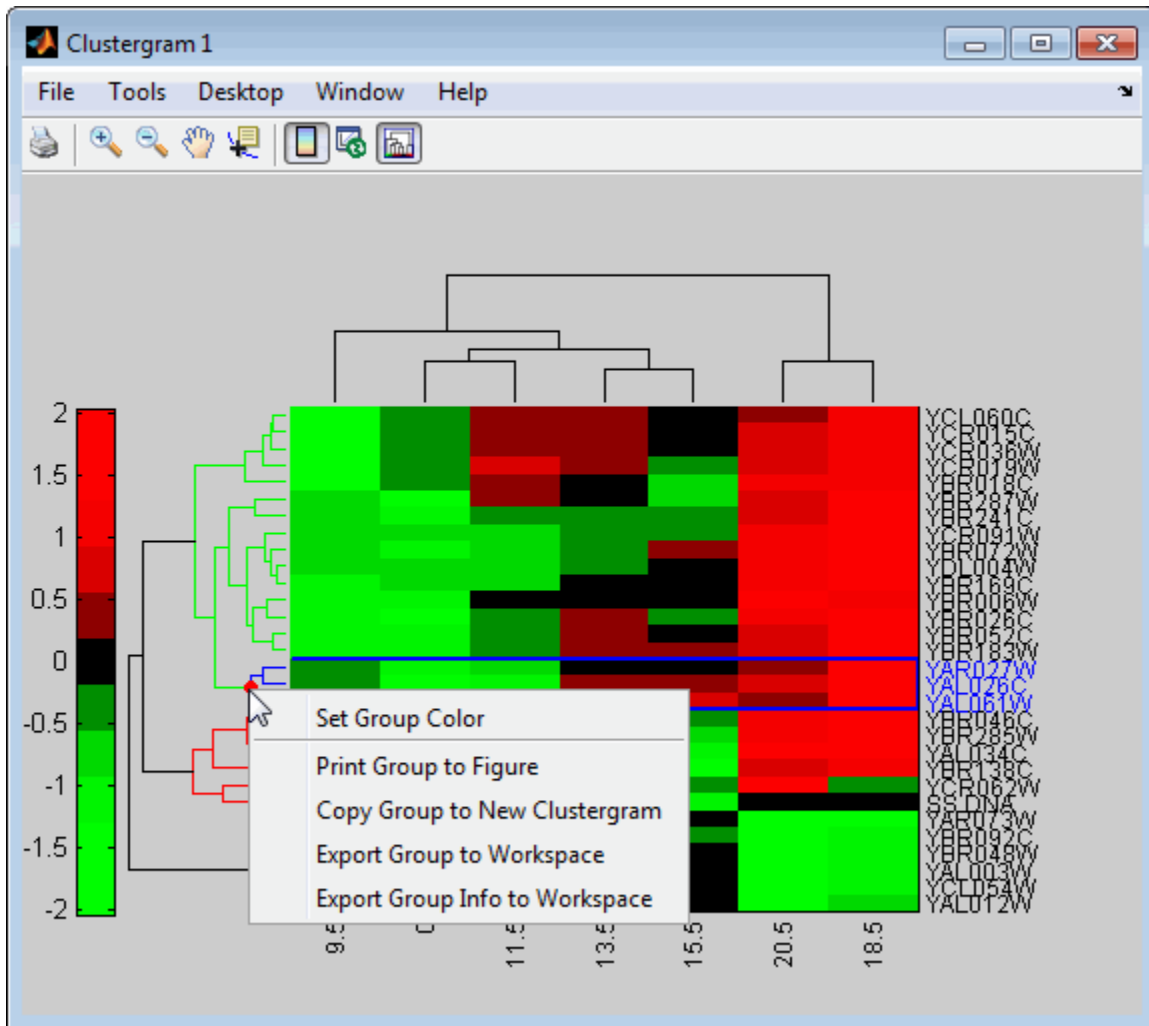 Clustergram 1
File Tools Desktop Window Help
2
1.5
1
0.5
0
-0.5
-1
-1.5
-2
YCL060C
YCR015C
YCR036W
YCR019W
YBR018C
YBR287W
YBR241C
YCR091W
YBR072W
YDL004W
YBR169C
YBR006W
YBR026C
YBR052C
YBR183W
YAR027W
YAL026C
YAL061W
YBR046C
YBR285W
YAL034C
YBR138C
YCR062W
SS DNA
YAR073W
YBR092C
YBR048W
YAL003W
YCL054W
YAL012W
Set Group Color
Print Group to Figure
Copy Group to New Clustergram
Export Group to Workspace
Export Group Info to Workspace
9.5 0 11.5 13.5 15.5 20.5 18.5